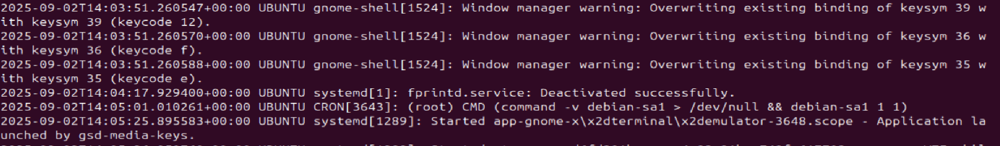 2025-09-02T14:03:51.260547+00:00 UBUNTU gnome-shell[1524]: Window manager warning: Overwriting existing binding of keysym 39 w
ith keysym 39 (keycode 12).
2025-09-02T14:03:51.260570+00:00 UBUNTU gnome-shell[1524]: Window manager warning: Overwriting existing binding of keysym 36 w
ith keysym 36 (keycode f).
2025-09-02T14:03:51.260588+00:00 UBUNTU gnome-shell[1524]: Window manager warning: Overwriting existing binding of keysym 35 w
ith keysym 35 (keycode e).
2025-09-02T14:04:17.929400+00:00 UBUNTU systemd[1]: fprintd.service: Deactivated successfully.
2025-09-02T14:05:01.010261+00:00 UBUNTU CRON[3643]: (root) CMD (command -v debian-sa1 > /dev/null && debian-sa1 1 1)
2025-09-02T14:05:25.895583+00:00 UBUNTU systemd[1289]: Started app-gnome-x\x2dterminal\x2demulator-3648.scope - Application la
unched by gsd-media-keys.